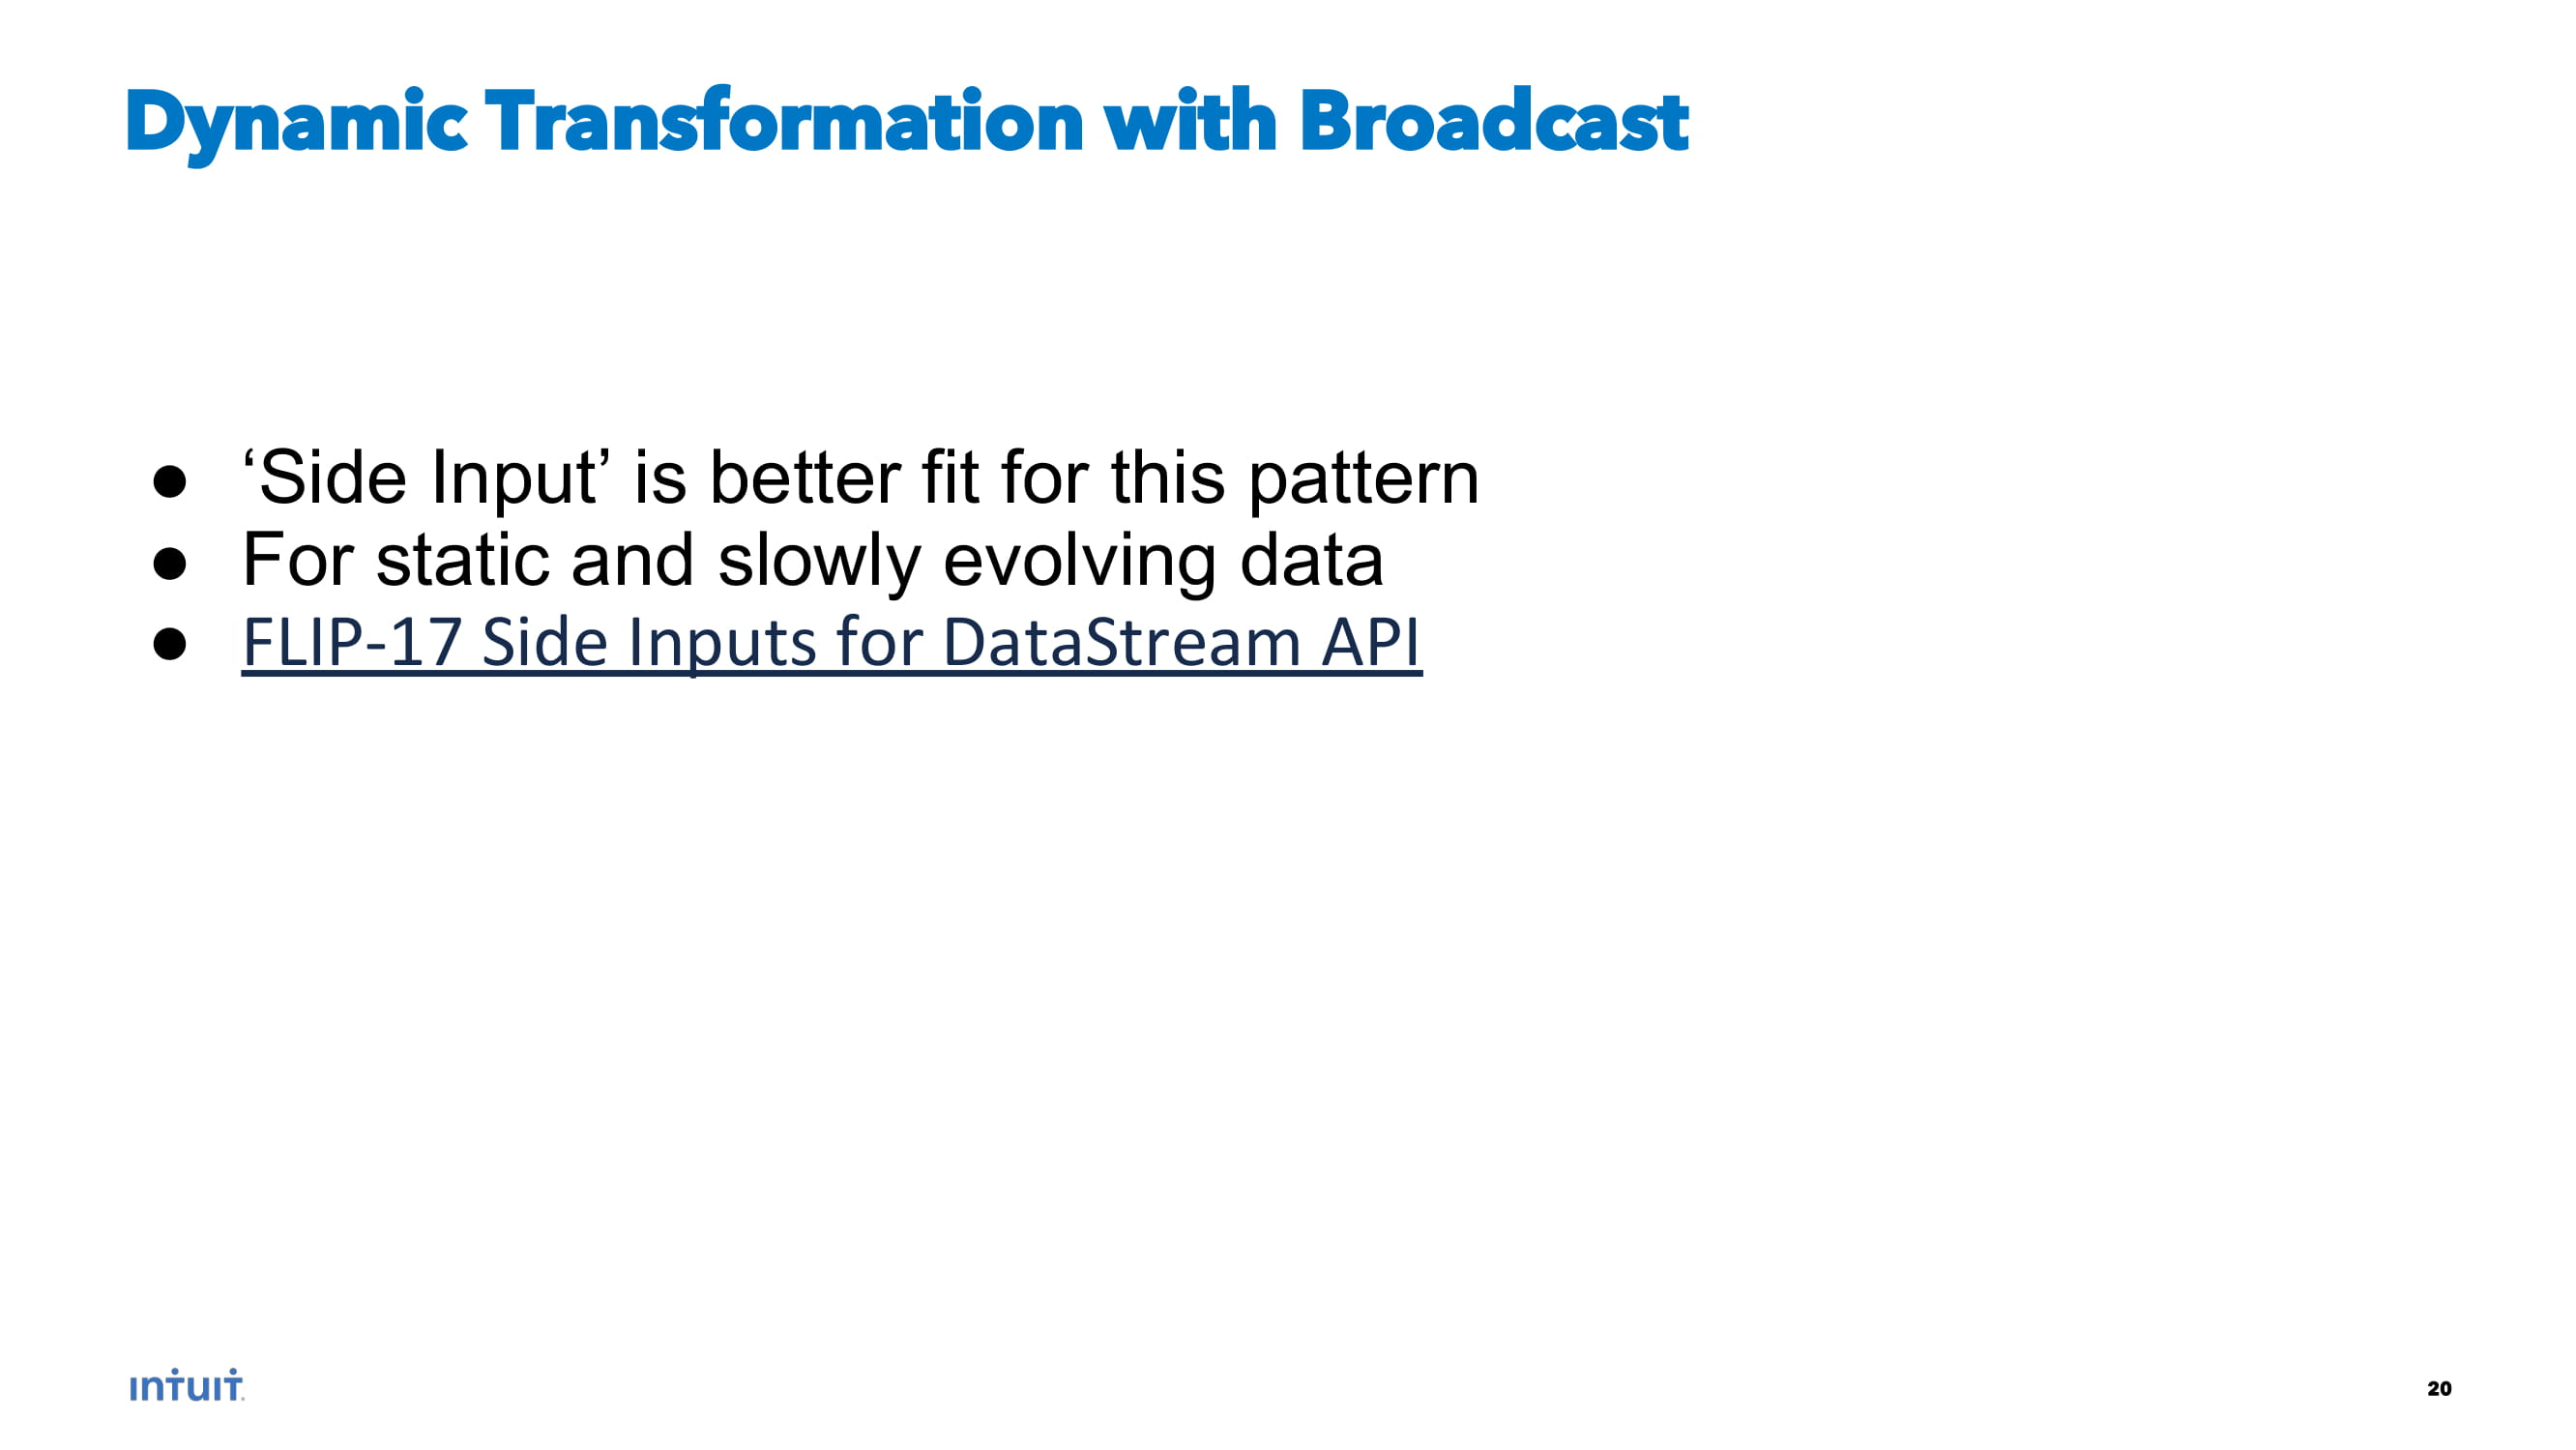 Dynamic Transformation with Broadcast
● ‘Side Input’ is better fit for this pattern
● For static and slowly evolving data
● FLIP-17 Side Inputs for DataStream API
INTUIT.
20